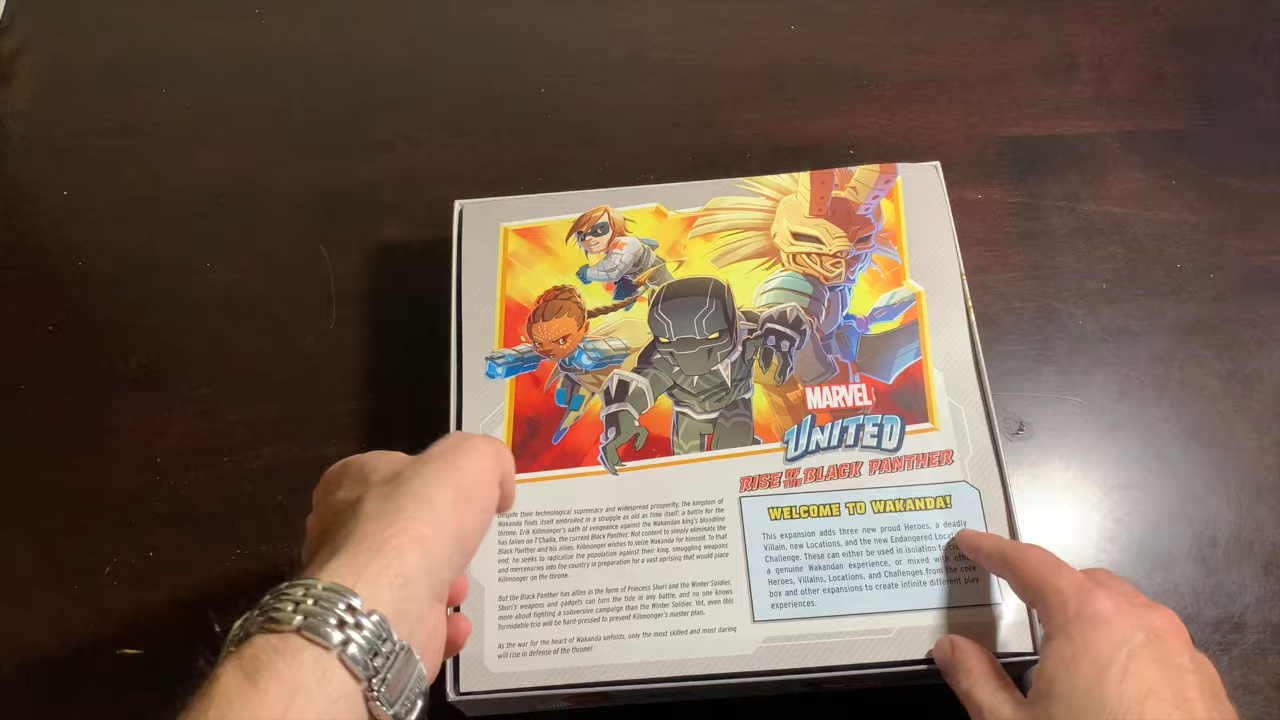 MARVEL
UNITED
RISE OF THE BLACK PANTHER
Despite their technological supremacy and widespread prosperity, the kingdom of
Wakanda finds itself embroiled in a struggle as old as time itself: a battle for the
throne. Erik Killmonger's oath of vengeance against the Wakandan king's bloodline
has fallen on T'Challa, the current Black Panther. Not content to simply eliminate the
Black Panther and his allies, Killmonger wishes to seize Wakanda for himself. To that
end, he seeks to radicalize the population against their king, smuggling weapons
and mercenaries into the country in preparation for a vast uprising that would place
Killmonger on the throne.
But the Black Panther has allies in the form of Princess Shuri and the Winter Soldier.
Shuri's weapons and gadgets can turn the tide in any battle, and no one knows
more about fighting a subversive campaign than the Winter Soldier. Yet, even this
formidable trio will be hard-pressed to prevent Killmonger's master plan.
As the war for the heart of Wakanda unfolds, only the most skilled and most daring
will rise in defense of the throne!
WELCOME TO WAKANDA!
This expansion adds three new proud Heroes, a deadly
Villain, new Locations, and the new Endangered Locat
Challenge. These can either be used in isolation to cre
a genuine Wakandan experience, or mixed with othe
Heroes, Villains, Locations, and Challenges from the core
box and other expansions to create infinite different play
experiences.